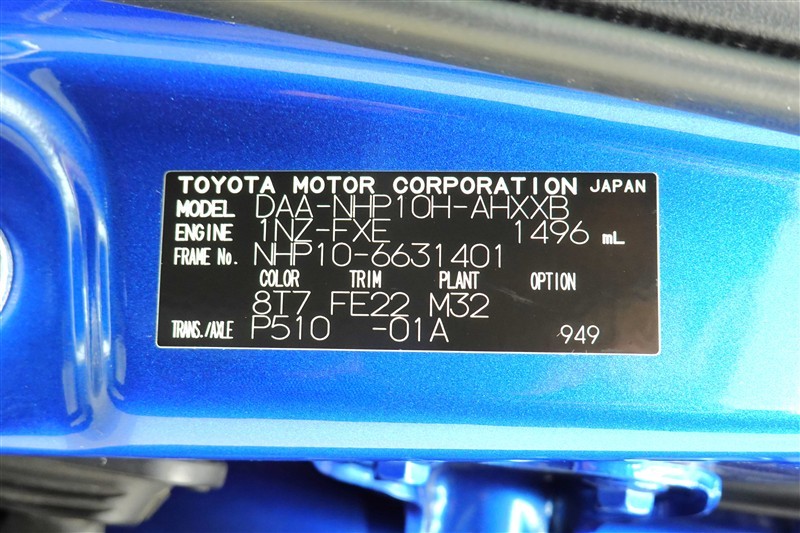 TOYOTA MOTOR CORPORATION JAPAN
MODEL DAA-NHP10H-AHXXB
ENGINE 1NZ-FXE 1496 mL
FRAME No. NHP10-6631401
COLOR TRIM PLANT OPTION
8T7 FE22 M32
TRANS./AXLE P510 -01A 949